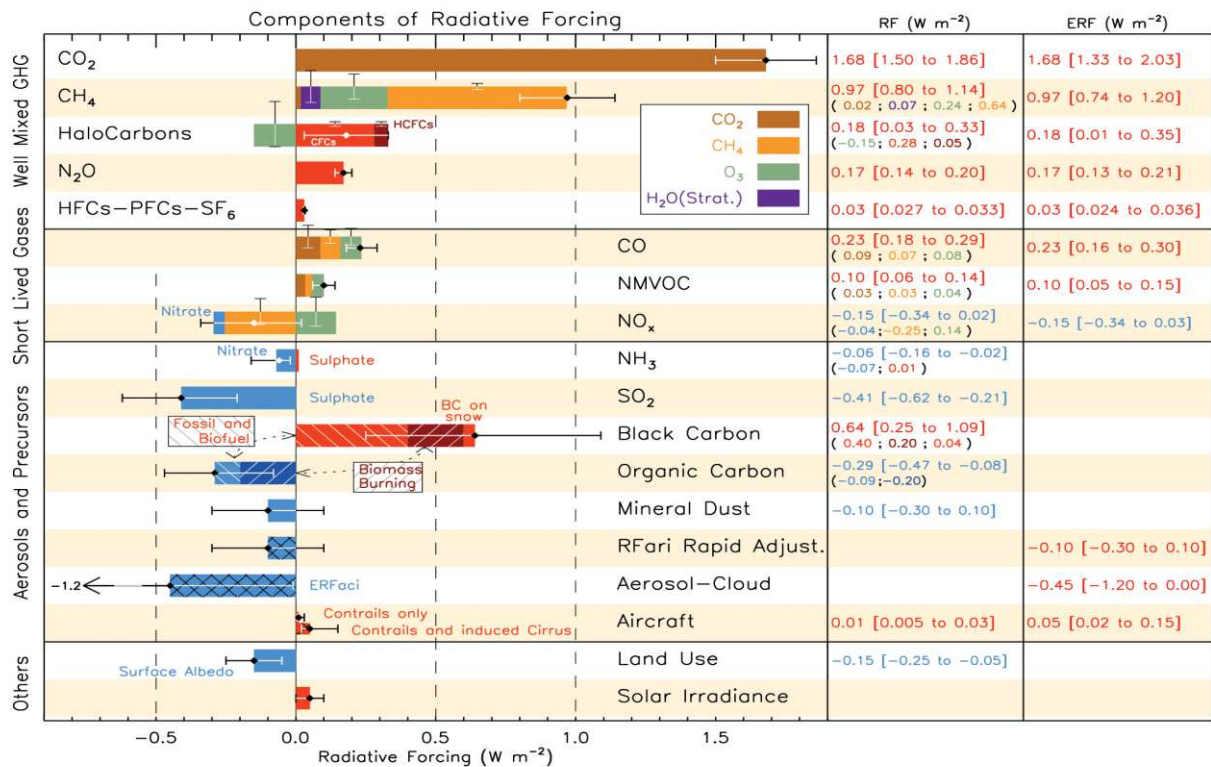 Components of Radiative Forcing
RF (W m−2)
ERF (W m−2)
Well Mixed GHG
CO2
1.68 [1.50 to 1.86]
1.68 [1.33 to 2.03]
CH4
0.97 [0.80 to 1.14]
(0.02 ; 0.07 ; 0.24 ; 0.64)
0.97 [0.74 to 1.20]
HaloCarbons
CFCs
HCFCs
0.18 [0.03 to 0.33]
(−0.15; 0.28; 0.05)
0.18 [0.01 to 0.35]
N2O
0.17 [0.14 to 0.20]
0.17 [0.13 to 0.21]
HFCs−PFCs−SF6
0.03 [0.027 to 0.033]
0.03 [0.024 to 0.036]
CO2
CH4
O3
H2O(Strat.)
Short Lived Gases
CO
0.23 [0.18 to 0.29]
(0.09 ; 0.07 ; 0.08)
0.23 [0.16 to 0.30]
NMVOC
0.10 [0.06 to 0.14]
(0.03 ; 0.03 ; 0.04)
0.10 [0.05 to 0.15]
Nitrate
NOx
−0.15 [−0.34 to 0.02]
(−0.04;−0.25; 0.14)
−0.15 [−0.34 to 0.03]
Aerosols and Precursors
Nitrate
Sulphate
NH3
−0.06 [−0.16 to −0.02]
(−0.07; 0.01)
Sulphate
SO2
−0.41 [−0.62 to −0.21]
Fossil and
Biofuel
BC on
snow
Black Carbon
0.64 [0.25 to 1.09]
(0.40; 0.20; 0.04)
Biomass
Burning
Organic Carbon
−0.29 [−0.47 to −0.08]
(−0.09;−0.20)
Mineral Dust
−0.10 [−0.30 to 0.10]
RFari Rapid Adjust.
−0.10 [−0.30 to 0.10]
−1.2
ERFaci
Aerosol−Cloud
−0.45 [−1.20 to 0.00]
Contrails only
Contrails and induced Cirrus
Aircraft
0.01 [0.005 to 0.03]
0.05 [0.02 to 0.15]
Others
Surface Albedo
Land Use
−0.15 [−0.25 to −0.05]
Solar Irradiance
−0.5 0.0 0.5 1.0 1.5
Radiative Forcing (W m−2)